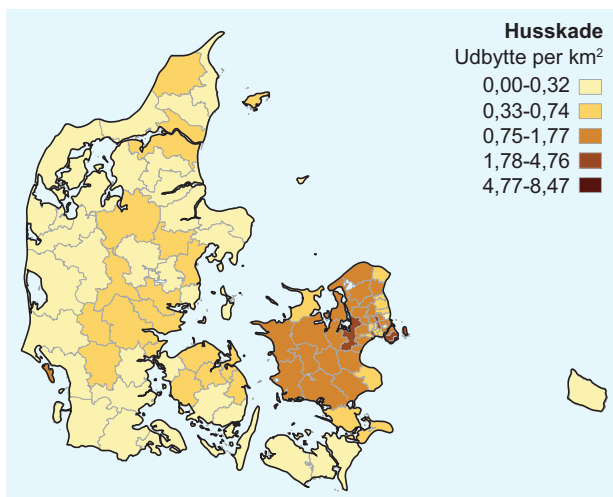 Husskade
Udbytte per km²
0,00-0,32
0,33-0,74
0,75-1,77
1,78-4,76
4,77-8,47